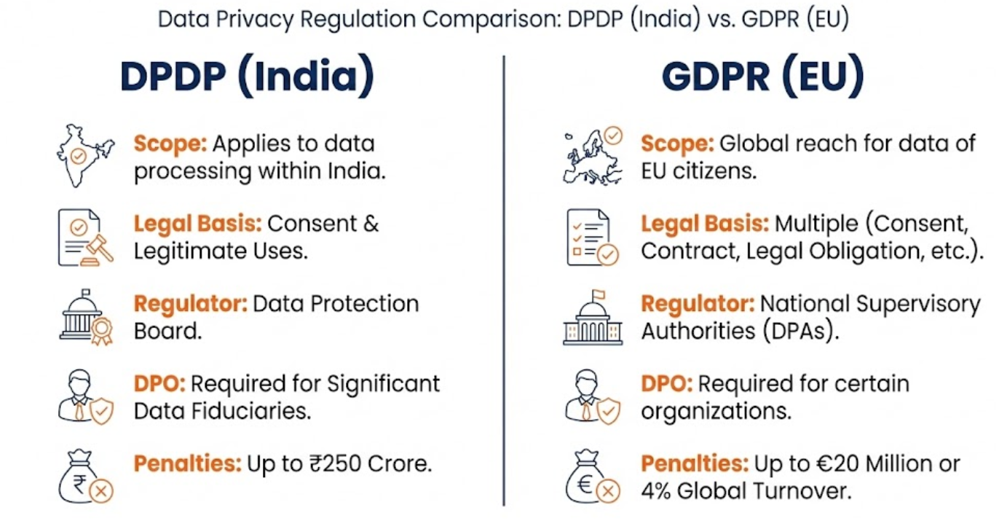 Data Privacy Regulation Comparison: DPDP (India) vs. GDPR (EU)
DPDP (India)
Scope: Applies to data
processing within India.
Legal Basis: Consent &
Legitimate Uses.
Regulator: Data Protection
Board.
DPO: Required for Significant
Data Fiduciaries.
₹
Penalties: Up to ₹250 Crore.
GDPR (EU)
Scope: Global reach for data of
EU citizens.
Legal Basis: Multiple (Consent,
Contract, Legal Obligation, etc.).
Regulator: National Supervisory
Authorities (DPAs).
DPO: Required for certain
organizations.
€
Penalties: Up to €20 Million or
4% Global Turnover.